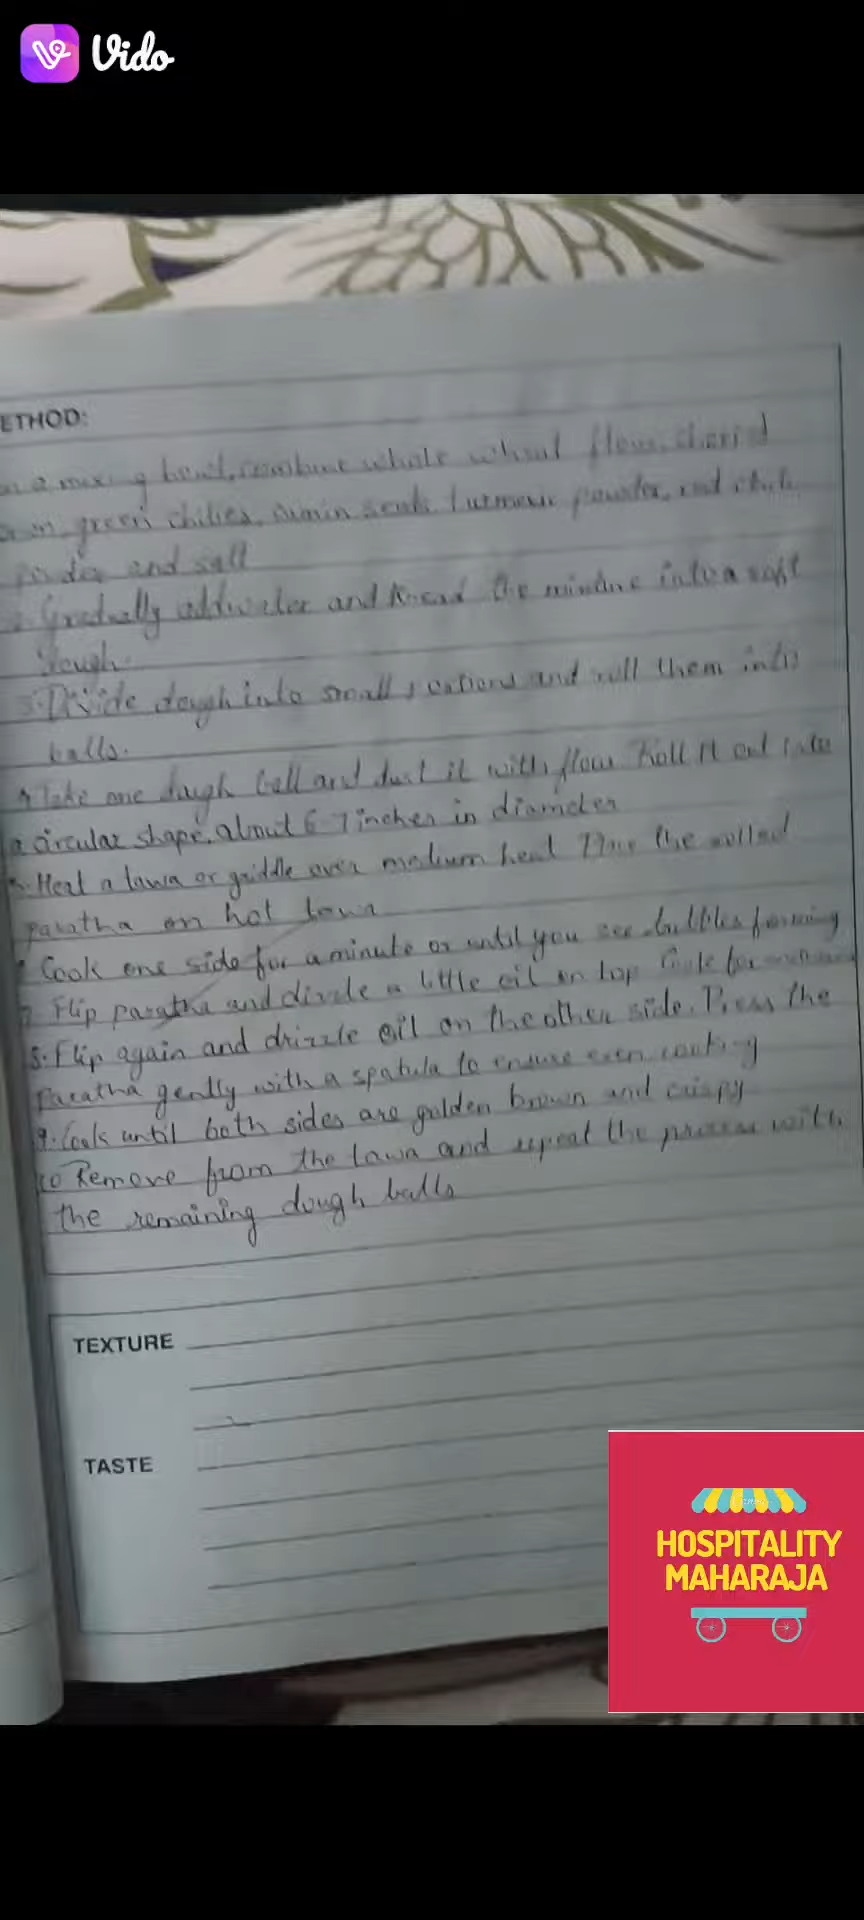 Vido
ETHOD:
whole wheat flour,
green chilies, cumin seeds turmeric powder, red chili
and salt
Gradually add water and knead the into a soft
dough.
3. Divide dough into small and roll them into
balls.
4 Take one dough ball and dust it with flour Roll it out into
a circular shape, about 6 7 inches in diameter
5. Heat a tawa or griddle over medium heat Place the rolled
paratha on hot tawa
Cook one side for a minute or until you see bubbles forming
7 Flip paratha and a little oil on top Cook for
8. Flip again and drizzle oil on the other side. Press the
Paratha gently with a spatula to ensure even
9. Cook until both sides are golden brown and crispy
10 Remove from the tawa and repeat the process with
the remaining dough balls
TEXTURE
TASTE
HOSPITALITY
MAHARAJA